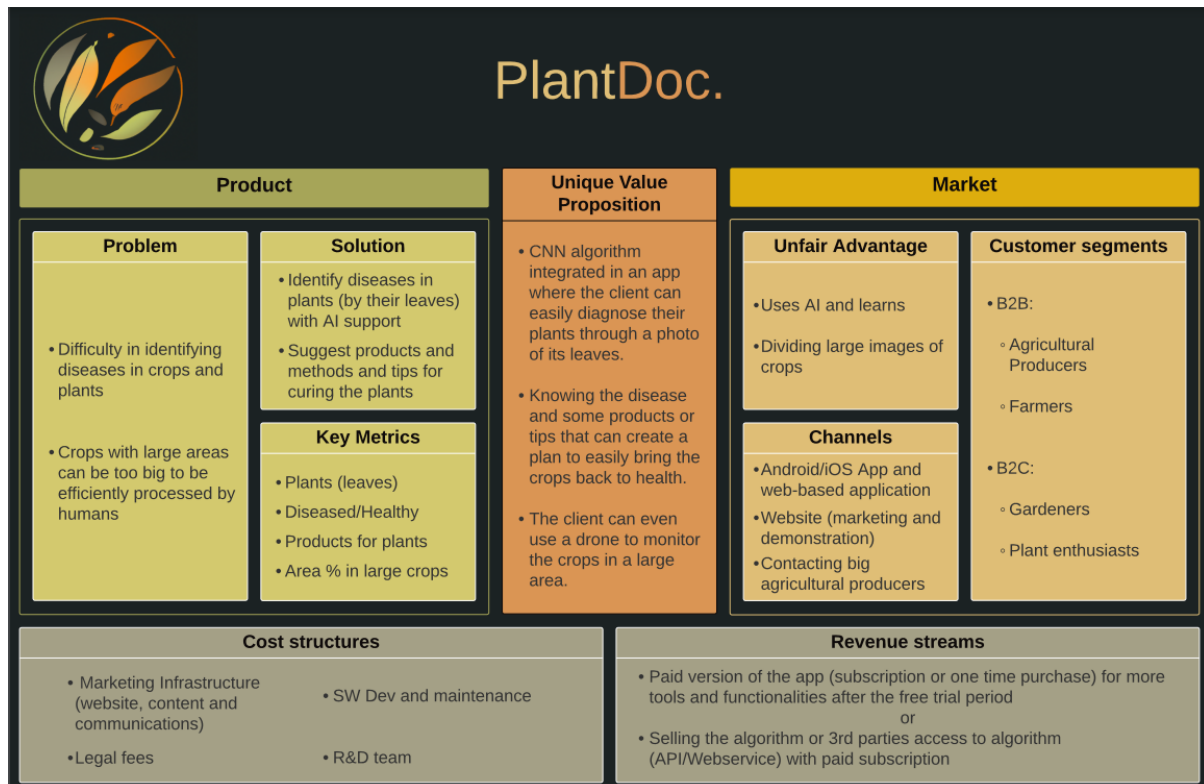 PlantDoc.
Product
Problem
• Difficulty in identifying
diseases in crops and
plants
• Crops with large areas
can be too big to be
efficiently processed by
humans
Solution
• Identify diseases in
plants (by their leaves)
with AI support
• Suggest products and
methods and tips for
curing the plants
Key Metrics
• Plants (leaves)
• Diseased/Healthy
• Products for plants
• Area % in large crops
Unique Value
Proposition
• CNN algorithm
integrated in an app
where the client can
easily diagnose their
plants through a photo
of its leaves.
• Knowing the disease
and some products or
tips that can create a
plan to easily bring the
crops back to health.
• The client can even
use a drone to monitor
the crops in a large
area.
Market
Unfair Advantage
• Uses AI and learns
• Dividing large images of
crops
Channels
• Android/iOS App and
web-based application
• Website (marketing and
demonstration)
• Contacting big
agricultural producers
Customer segments
• B2B:
◦ Agricultural
Producers
◦ Farmers
• B2C:
◦ Gardeners
◦ Plant enthusiasts
Cost structures
• Marketing Infrastructure
(website, content and
communications)
• Legal fees
• SW Dev and maintenance
• R&D team
Revenue streams
• Paid version of the app (subscription or one time purchase) for more
tools and functionalities after the free trial period
or
• Selling the algorithm or 3rd parties access to algorithm
(API/Webservice) with paid subscription